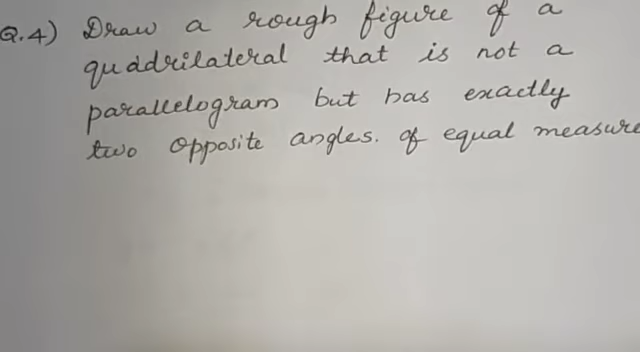 Q.4) Draw a rough figure of a
quadrilateral that is not a
parallelogram but has exactly
two opposite angles. of equal measure